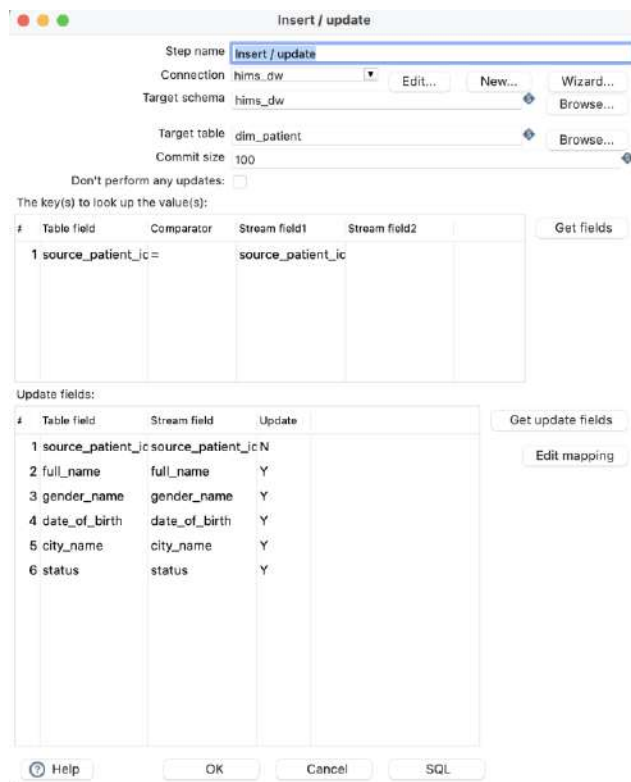 Insert / update
Step name Insert / update
Connection hims_dw Edit... New... Wizard...
Target schema hims_dw Browse...
Target table dim_patient Browse...
Commit size 100
Don't perform any updates:
The key(s) to look up the value(s):
# Table field Comparator Stream field1 Stream field2 Get fields
1 source_patient_ic = source_patient_ic
Update fields:
# Table field Stream field Update Get update fields
1 source_patient_ic source_patient_ic N Edit mapping
2 full_name full_name Y
3 gender_name gender_name Y
4 date_of_birth date_of_birth Y
5 city_name city_name Y
6 status status Y
Help OK Cancel SQL